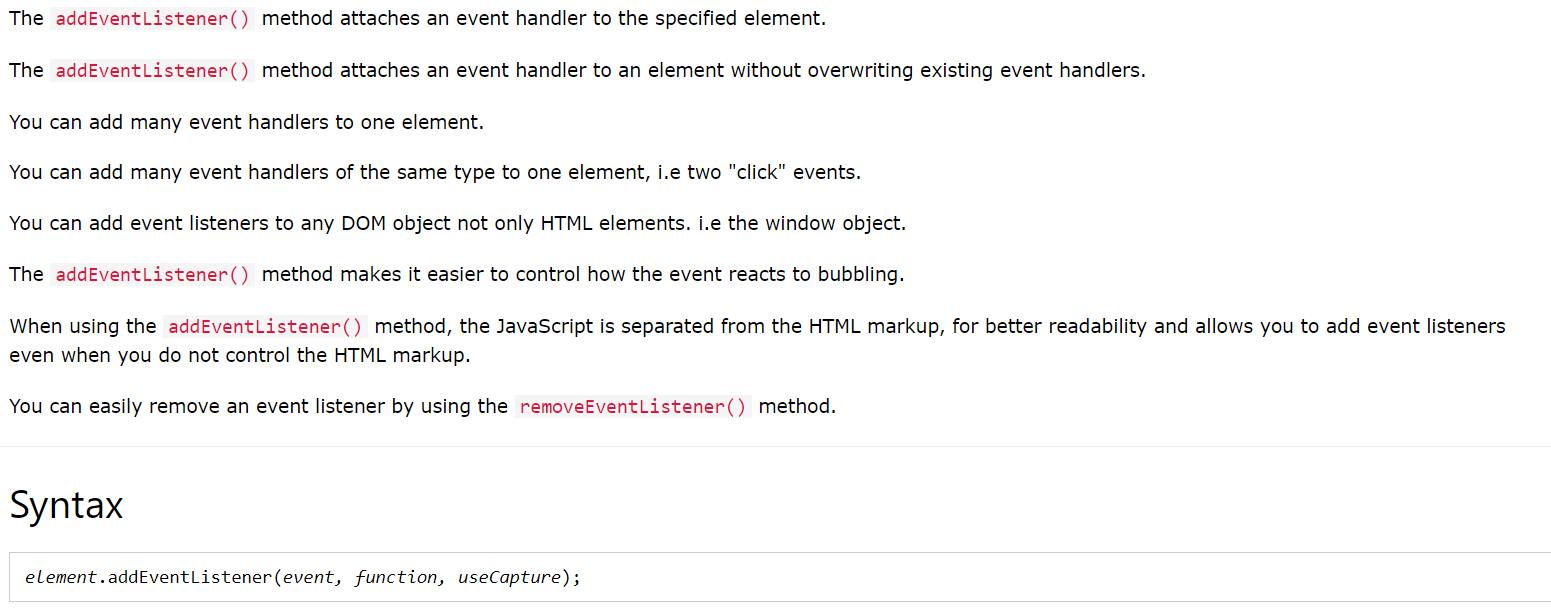 The addEventListener() method attaches an event handler to the specified element.
The addEventListener() method attaches an event handler to an element without overwriting existing event handlers.
You can add many event handlers to one element.
You can add many event handlers of the same type to one element, i.e two "click" events.
You can add event listeners to any DOM object not only HTML elements. i.e the window object.
The addEventListener() method makes it easier to control how the event reacts to bubbling.
When using the addEventListener() method, the JavaScript is separated from the HTML markup, for better readability and allows you to add event listeners
even when you do not control the HTML markup.
You can easily remove an event listener by using the removeEventListener() method.
Syntax
element.addEventListener(event, function, useCapture);